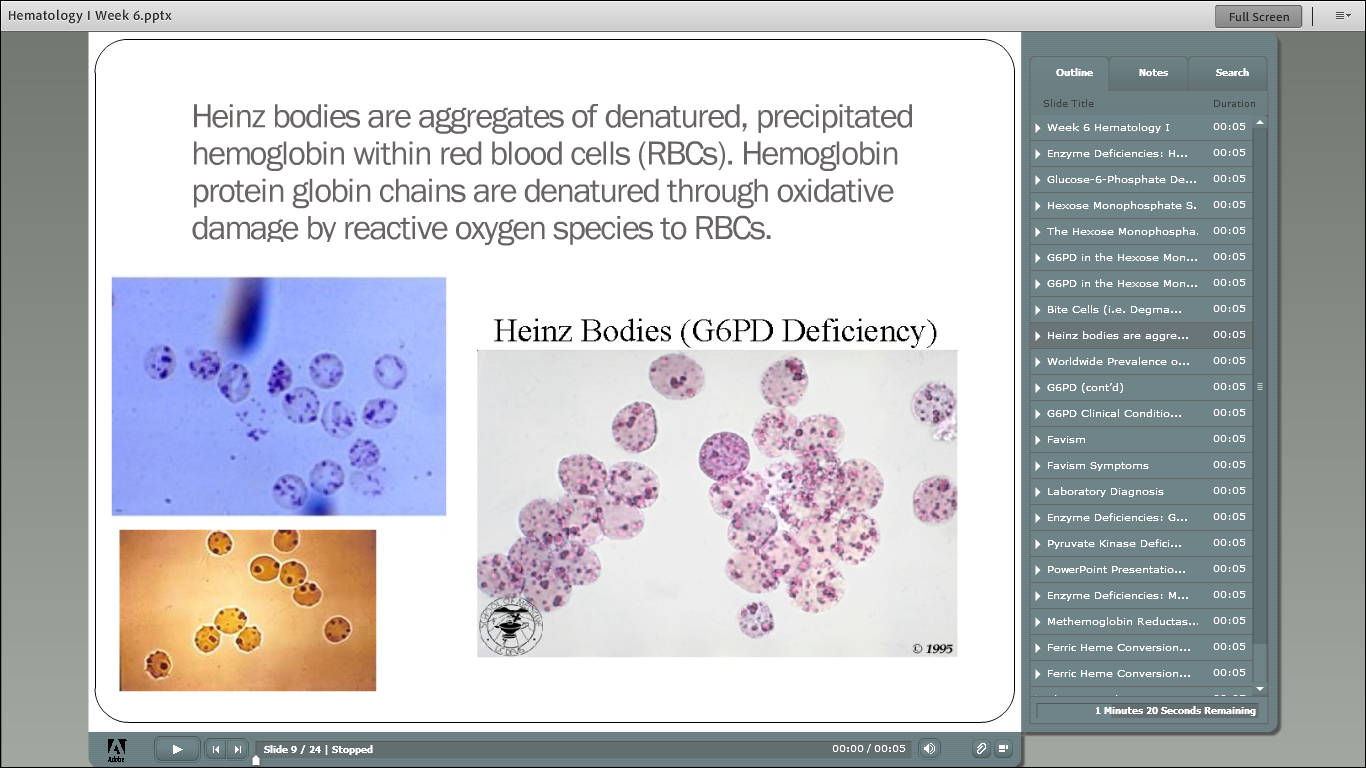 Hematology I Week 6.pptx
Full Screen
Heinz bodies are aggregates of denatured, precipitated
hemoglobin within red blood cells (RBCs). Hemoglobin
protein globin chains are denatured through oxidative
damage by reactive oxygen species to RBCs.
Heinz Bodies (G6PD Deficiency)
© 1995
Outline Notes Search
Slide Title Duration
Week 6 Hematology I 00:05
Enzyme Deficiencies: H... 00:05
Glucose-6-Phosphate De... 00:05
Hexose Monophosphate S. 00:05
The Hexose Monophospha. 00:05
G6PD in the Hexose Mon... 00:05
G6PD in the Hexose Mon... 00:05
Bite Cells (i.e. Degma... 00:05
Heinz bodies are aggre... 00:05
Worldwide Prevalence o... 00:05
G6PD (cont'd) 00:05
G6PD Clinical Conditio... 00:05
Favism 00:05
Favism Symptoms 00:05
Laboratory Diagnosis 00:05
Enzyme Deficiencies: G... 00:05
Pyruvate Kinase Defici... 00:05
PowerPoint Presentatio... 00:05
Enzyme Deficiencies: M... 00:05
Methemoglobin Reductas... 00:05
Ferric Heme Conversion... 00:05
Ferric Heme Conversion... 00:05
1 Minutes 20 Seconds Remaining
Adobe
Slide 9 / 24 | Stopped
00:00 / 00:05